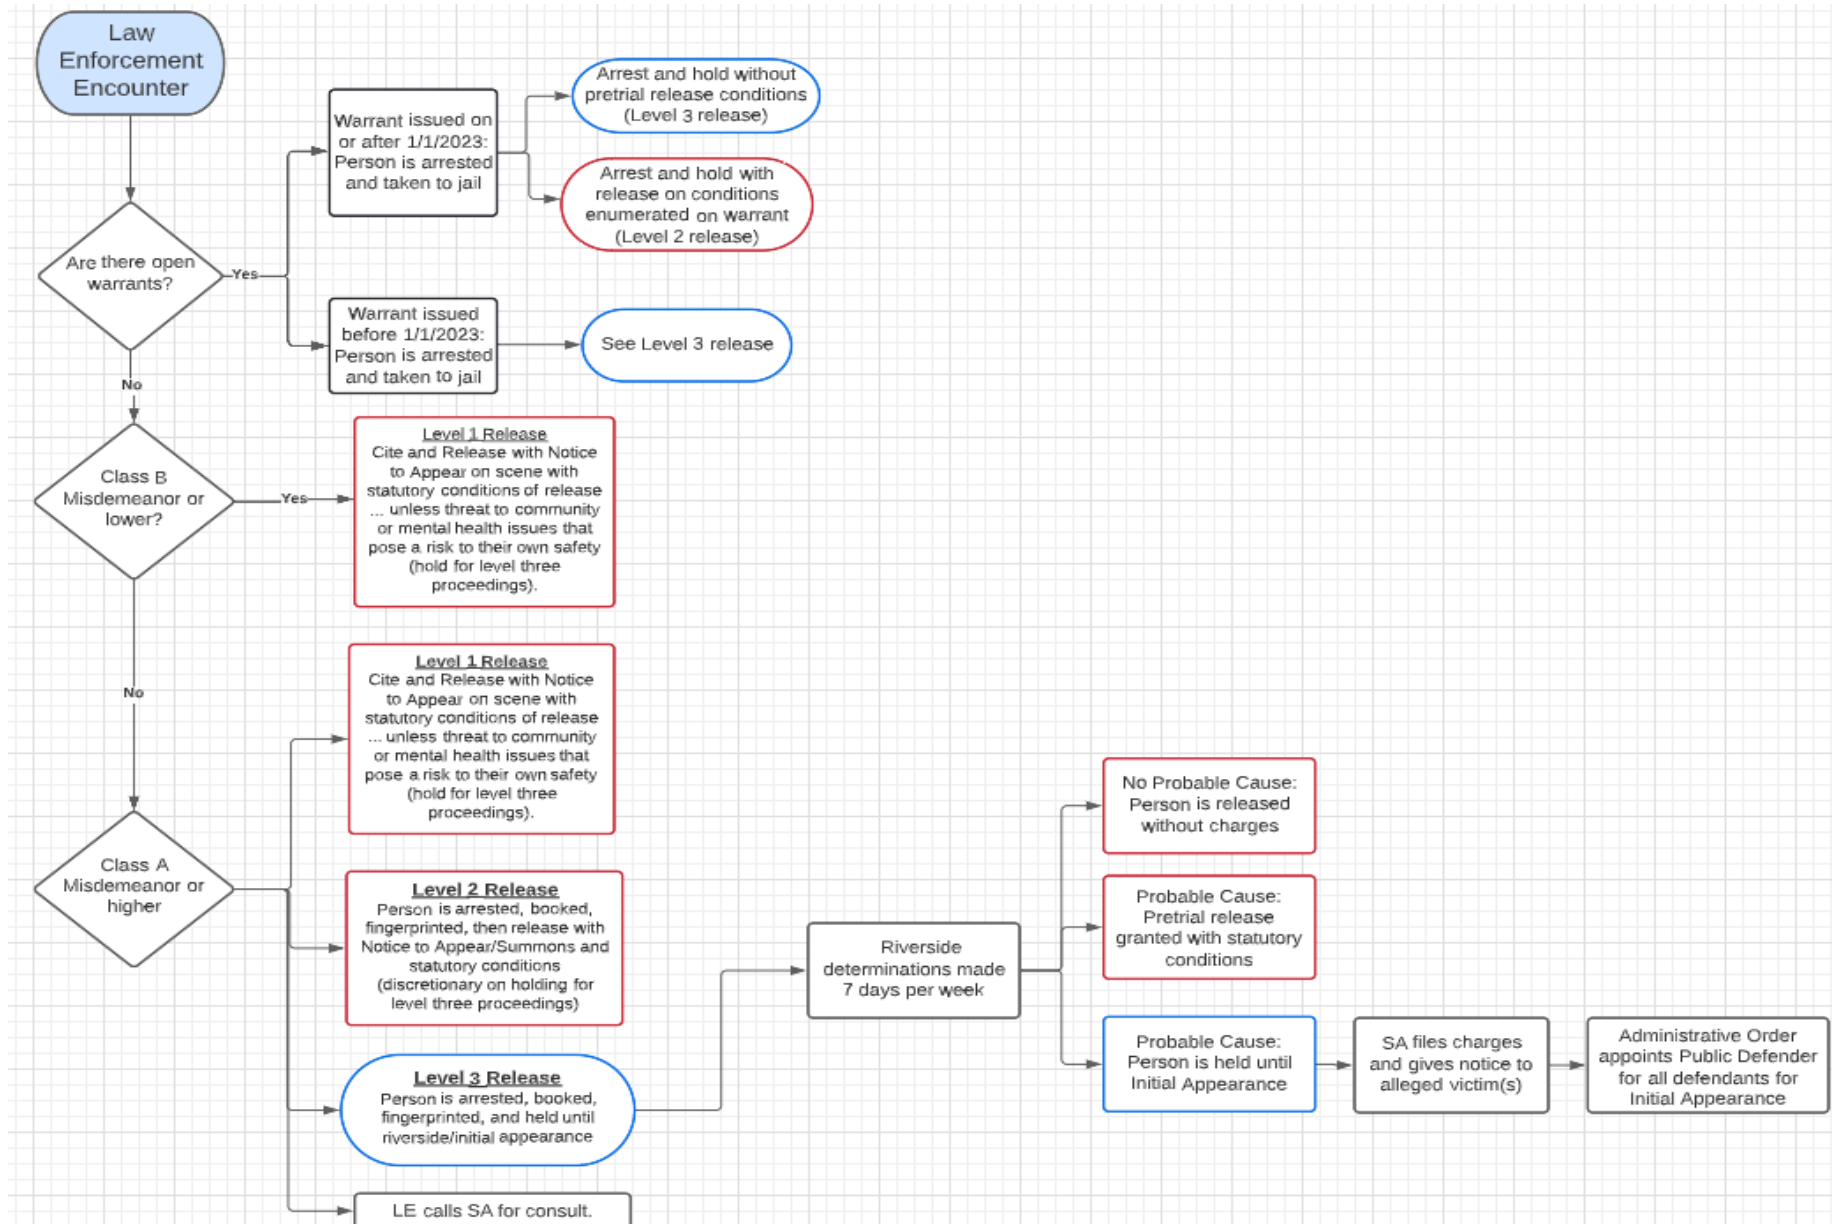 Law
Enforcement
Encounter
Are there open
warrants?
Yes
No
Warrant issued on
or after 1/1/2023:
Person is arrested
and taken to jail
Arrest and hold without
pretrial release conditions
(Level 3 release)
Arrest and hold with
release on conditions
enumerated on warrant
(Level 2 release)
Warrant issued
before 1/1/2023:
Person is arrested
and taken to jail
See Level 3 release
Class B
Misdemeanor or
lower?
Yes
No
Level 1 Release
Cite and Release with Notice
to Appear on scene with
statutory conditions of release
... unless threat to community
or mental health issues that
pose a risk to their own safety
(hold for level three
proceedings).
Class A
Misdemeanor or
higher
Level 1 Release
Cite and Release with Notice
to Appear on scene with
statutory conditions of release
... unless threat to community
or mental health issues that
pose a risk to their own safety
(hold for level three
proceedings).
Level 2 Release
Person is arrested, booked,
fingerprinted, then release with
Notice to Appear/Summons and
statutory conditions
(discretionary on holding for
level three proceedings)
Level 3 Release
Person is arrested, booked,
fingerprinted, and held until
riverside/initial appearance
LE calls SA for consult.
Riverside
determinations made
7 days per week
No Probable Cause:
Person is released
without charges
Probable Cause:
Pretrial release
granted with statutory
conditions
Probable Cause:
Person is held until
Initial Appearance
SA files charges
and gives notice to
alleged victim(s)
Administrative Order
appoints Public Defender
for all defendants for
Initial Appearance